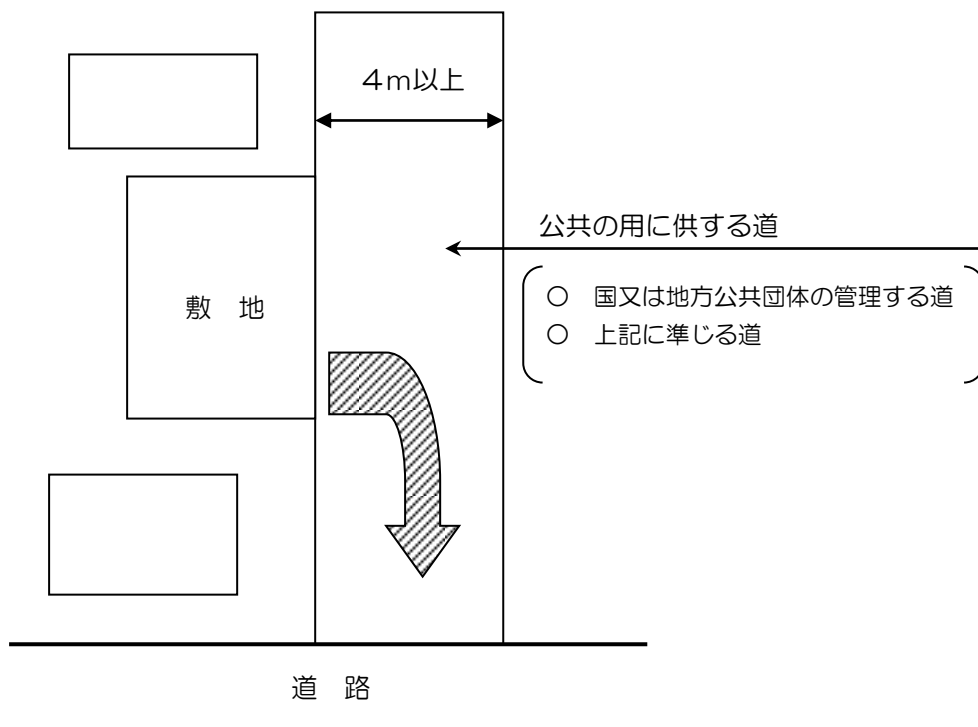 4m以上
公共の用に供する道
○ 国又は地方公共団体の管理する道
○ 上記に準じる道
敷 地
道 路